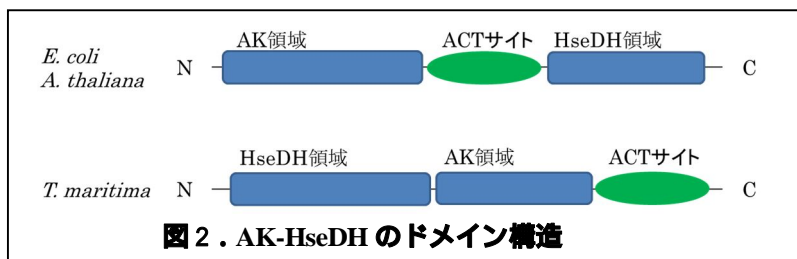 AK領域 ACTサイト HseDH領域
E. coli
A. thaliana
N C
HseDH領域 AK領域 ACTサイト
T. maritima N C
図2．AK-HseDH のドメイン構造